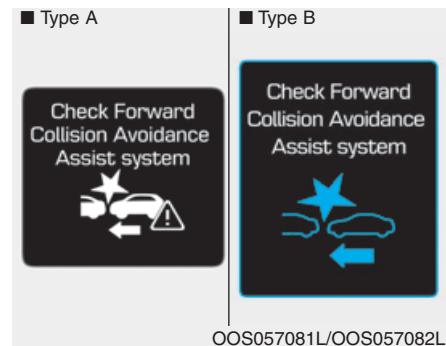 ■ Type A
Check Forward
Collision Avoidance
Assist system
■ Type B
Check Forward
Collision Avoidance
Assist system
OOS057081L/OOS057082L